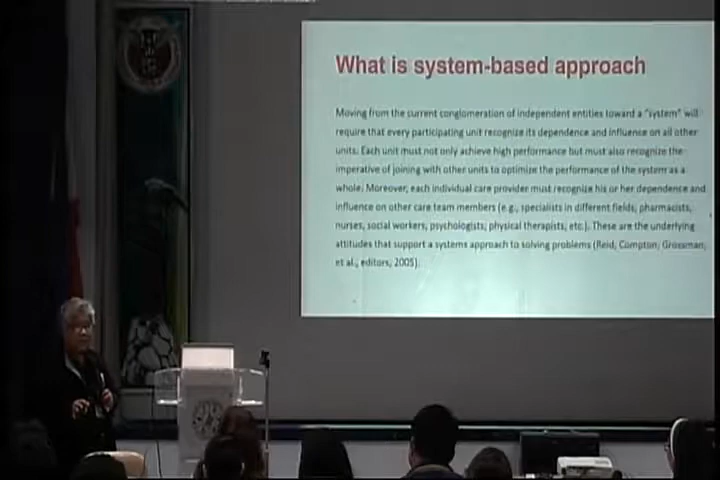 What is system-based approach
Moving from the current conglomeration of independent entities toward a "system" will
require that every participating unit recognize its dependence and influence on all other
units. Each unit must not only achieve high performance but must also recognize the
imperative of joining with other units to optimize the performance of the system as a
whole. Moreover, each individual care provider must recognize his or her dependence and
influence on other care team members (e.g., specialists in different fields, pharmacists,
nurses, social workers, psychologists, physical therapists, etc.). These are the underlying
attitudes that support a systems approach to solving problems (Reid, Compton, Grossman,
et al., editors, 2005).